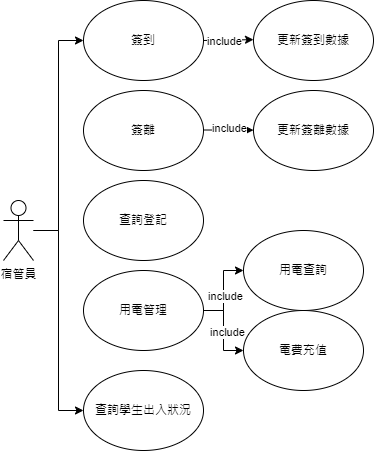 簽到
include
更新簽到數據
簽離
include
更新簽離數據
查詢登記
宿管員
用電管理
include
用電查詢
include
電費充值
查詢學生出入狀況